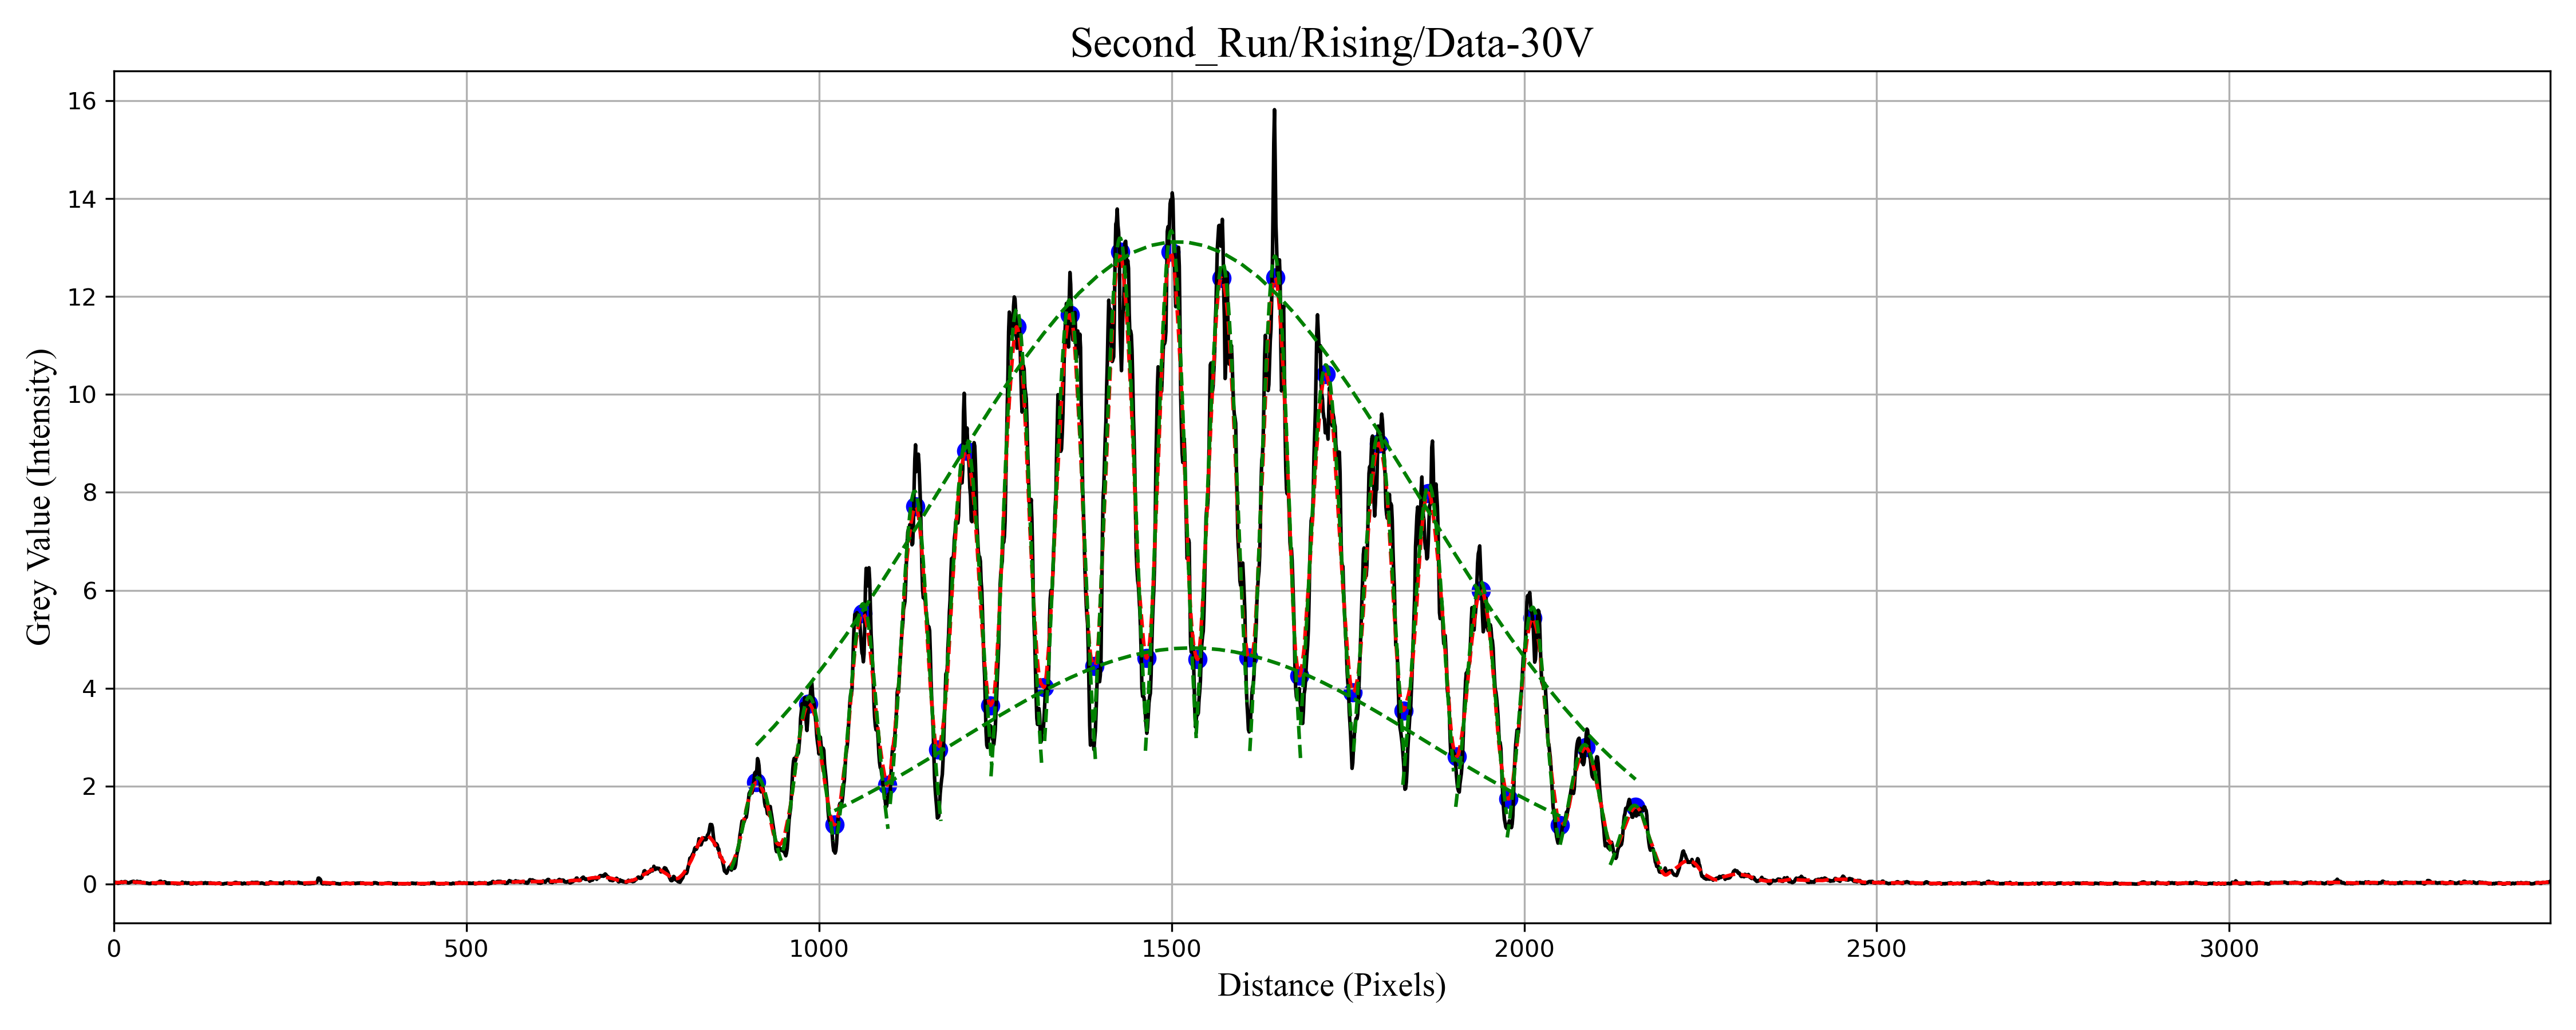 Second_Run/Rising/Data-30V
Grey Value (Intensity)
16
14
12
10
8
6
4
2
0
0 500 1000 1500 2000 2500 3000
Distance (Pixels)